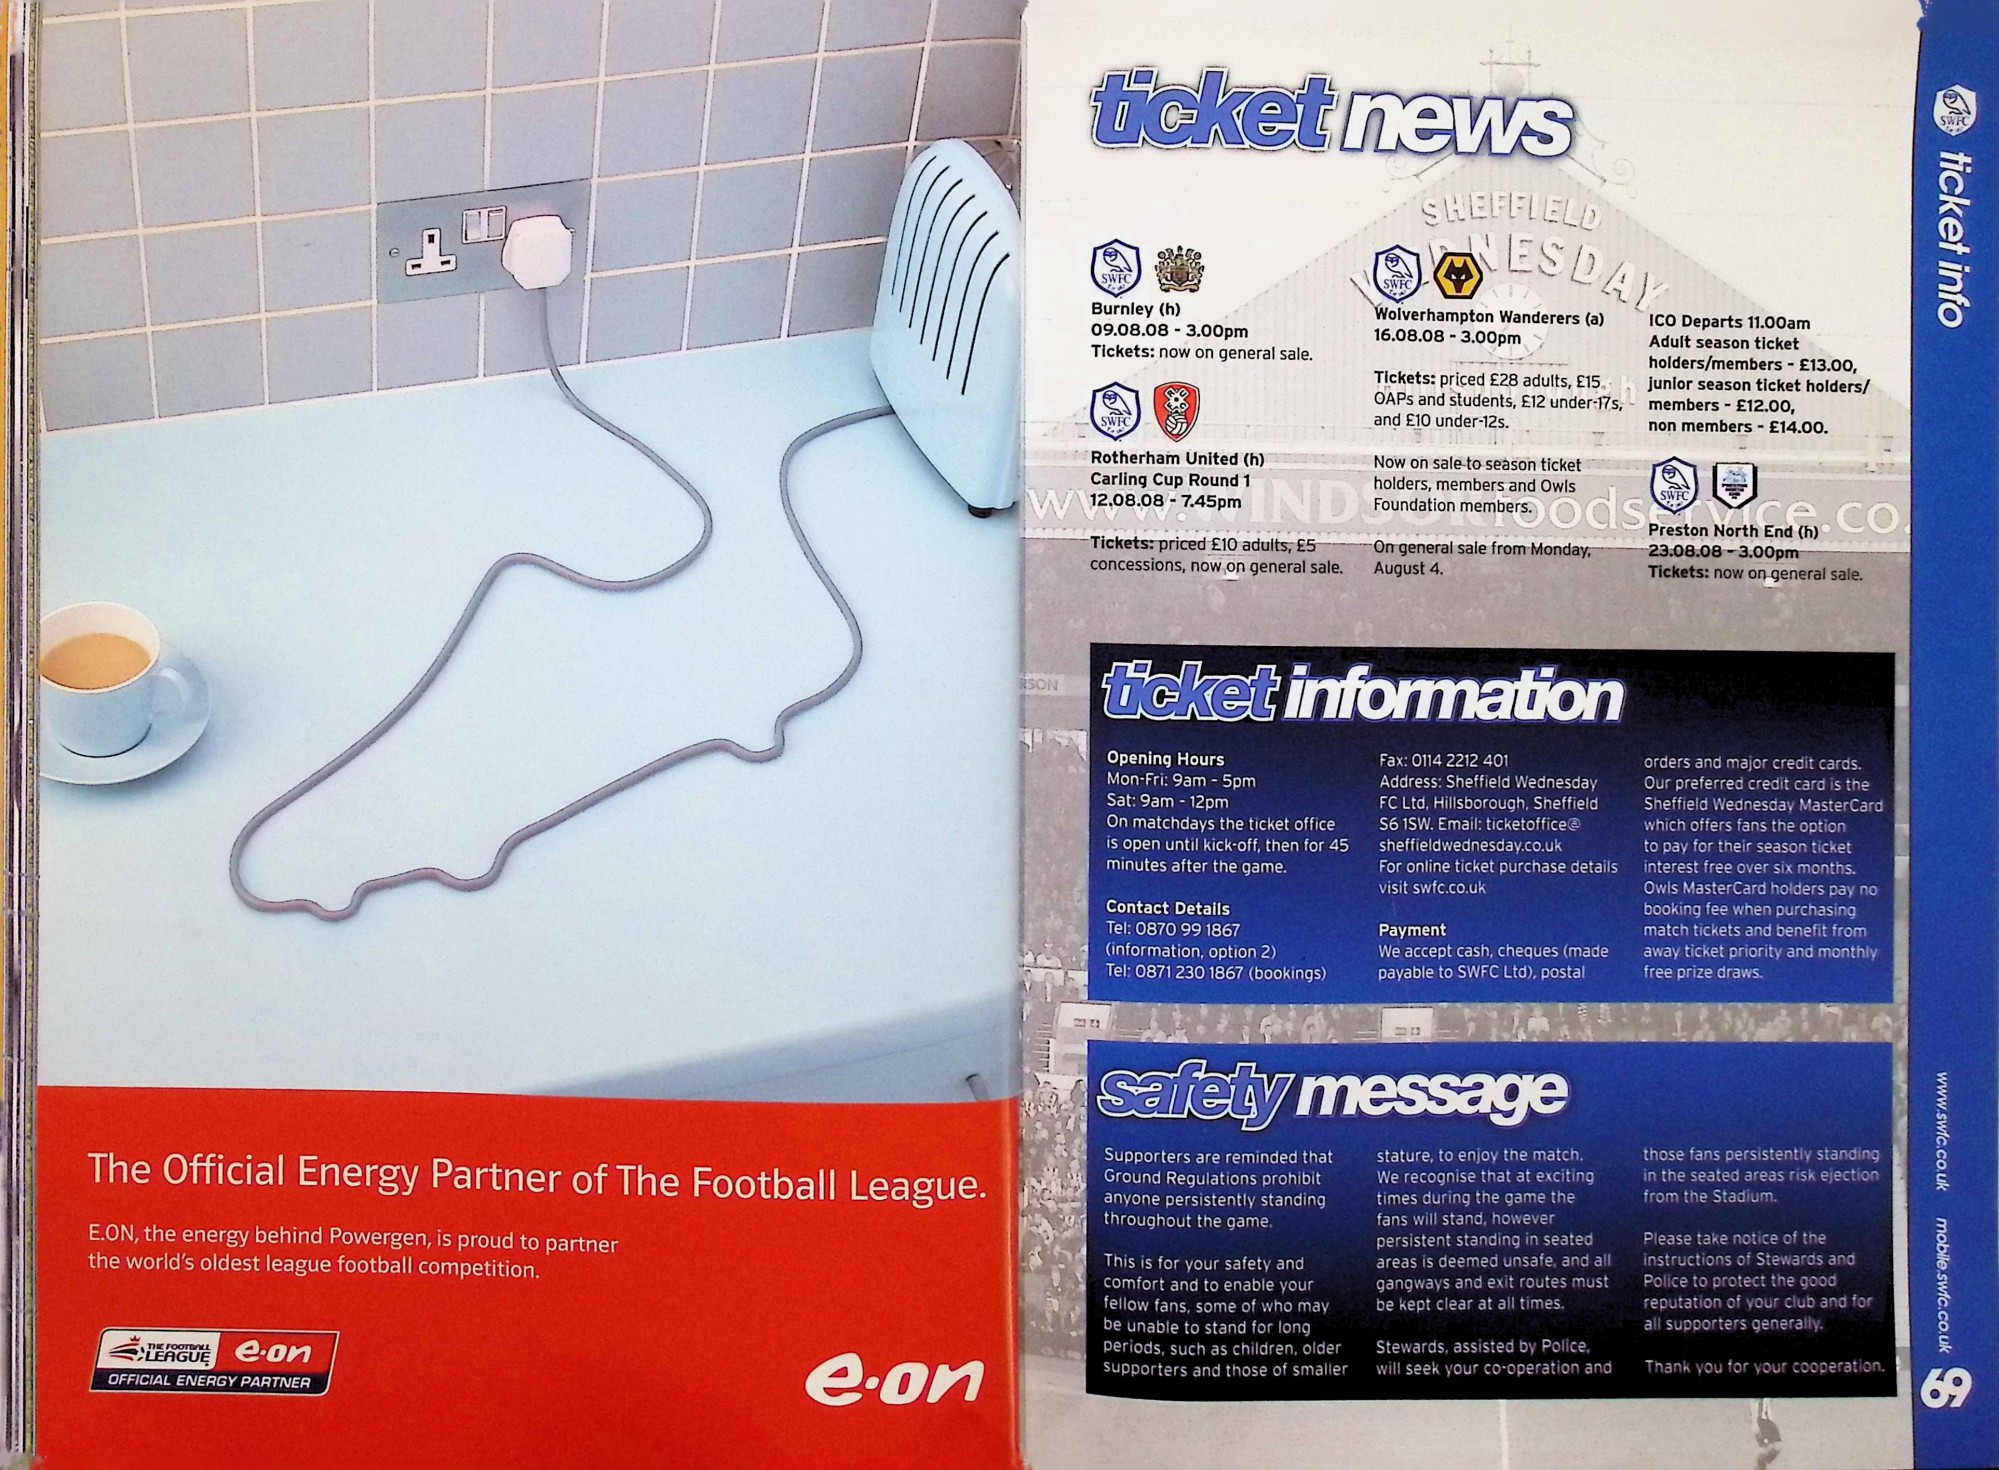 The Official Energy Partner of The Football League.
E.ON, the energy behind Powergen, is proud to partner
the world's oldest league football competition.
THE FOOTBALL
LEAGUE
e·on
OFFICIAL ENERGY PARTNER
e·on
ticket news
SHEFFIELD
SWFC
Burnley (h)
09.08.08 - 3.00pm
Tickets: now on general sale.
SWFC
Rotherham United (h)
Carling Cup Round 1
12.08.08 - 7.45pm
Tickets: priced £10 adults, £5
concessions, now on general sale.
SWFC
Wolverhampton Wanderers (a)
16.08.08 - 3.00pm
Tickets: priced £28 adults, £15
OAPs and students, £12 under-17s,
and £10 under-12s.
Now on sale to season ticket
holders, members and Owls
Foundation members.
On general sale from Monday,
August 4.
ICO Departs 11.00am
Adult season ticket
holders/members - £13.00,
junior season ticket holders/
members - £12.00,
non members - £14.00.
SWFC
Preston North End (h)
23.08.08 - 3.00pm
Tickets: now on general sale.
ticket information
Opening Hours
Mon-Fri: 9am - 5pm
Sat: 9am - 12pm
On matchdays the ticket office
is open until kick-off, then for 45
minutes after the game.
Contact Details
Tel: 0870 99 1867
(information, option 2)
Tel: 0871 230 1867 (bookings)
Fax: 0114 2212 401
Address: Sheffield Wednesday
FC Ltd, Hillsborough, Sheffield
S6 1SW. Email: ticketoffice@
sheffieldwednesday.co.uk
For online ticket purchase details
visit swfc.co.uk
Payment
We accept cash, cheques (made
payable to SWFC Ltd), postal
orders and major credit cards.
Our preferred credit card is the
Sheffield Wednesday MasterCard
which offers fans the option
to pay for their season ticket
interest free over six months.
Owls MasterCard holders pay no
booking fee when purchasing
match tickets and benefit from
away ticket priority and monthly
free prize draws.
safety message
Supporters are reminded that
Ground Regulations prohibit
anyone persistently standing
throughout the game.
This is for your safety and
comfort and to enable your
fellow fans, some of who may
be unable to stand for long
periods, such as children, older
supporters and those of smaller
stature, to enjoy the match.
We recognise that at exciting
times during the game the
fans will stand, however
persistent standing in seated
areas is deemed unsafe, and all
gangways and exit routes must
be kept clear at all times.
Stewards, assisted by Police,
will seek your co-operation and
those fans persistently standing
in the seated areas risk ejection
from the Stadium.
Please take notice of the
instructions of Stewards and
Police to protect the good
reputation of your club and for
all supporters generally.
Thank you for your cooperation.
SWFC
ticket info
www.swfc.co.uk
mobile.swfc.co.uk
69